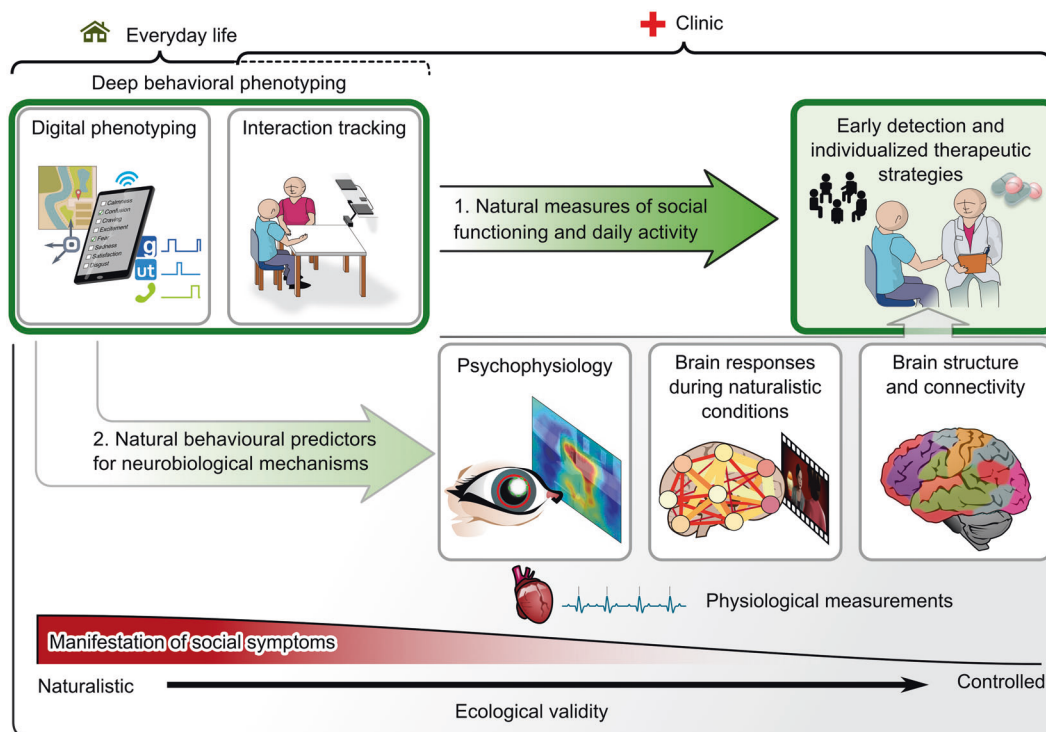 Everyday life
Clinic
Deep behavioral phenotyping
Digital phenotyping
Calmness
Confusion
Craving
Excitement
Fear
Sadness
Satisfaction
Disgust
g
ut
Interaction tracking
1. Natural measures of social
functioning and daily activity
Early detection and
individualized therapeutic
strategies
2. Natural behavioural predictors
for neurobiological mechanisms
Psychophysiology
Brain responses
during naturalistic
conditions
Brain structure
and connectivity
Physiological measurements
Manifestation of social symptoms
Naturalistic
Controlled
Ecological validity